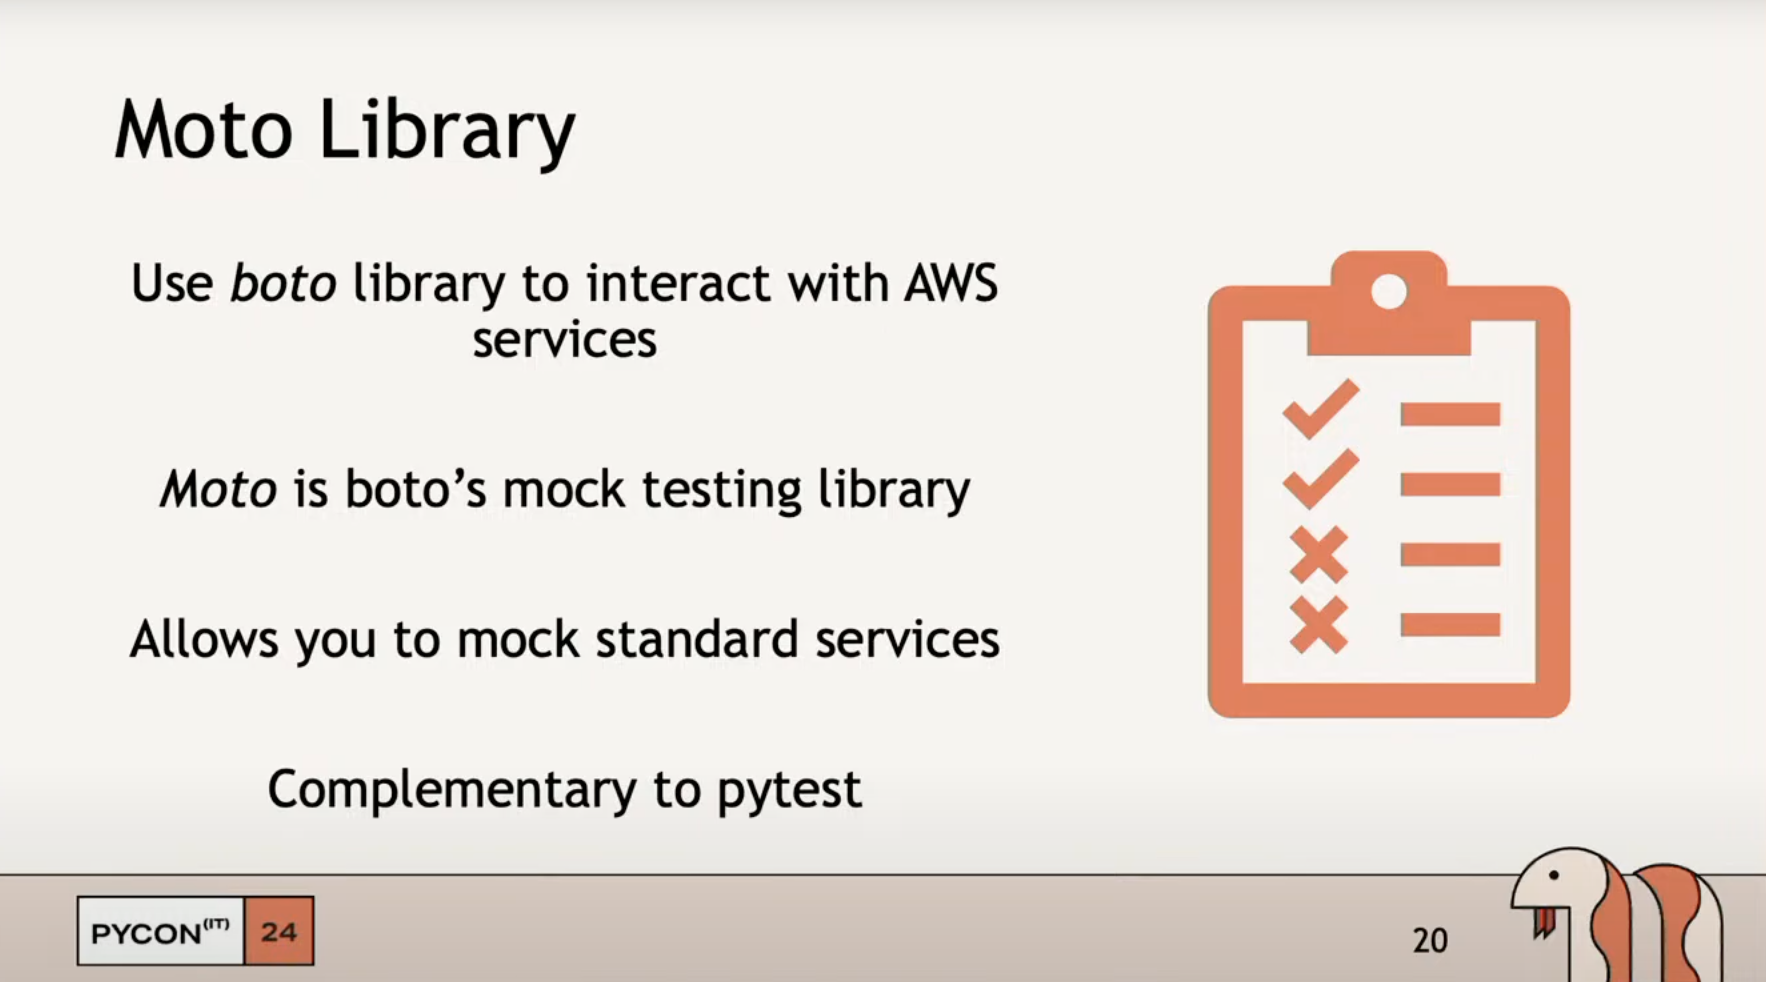 Moto Library
Use boto library to interact with AWS
services
Moto is boto’s mock testing library
Allows you to mock standard services
Complementary to pytest
PYCON(IT) 24
20